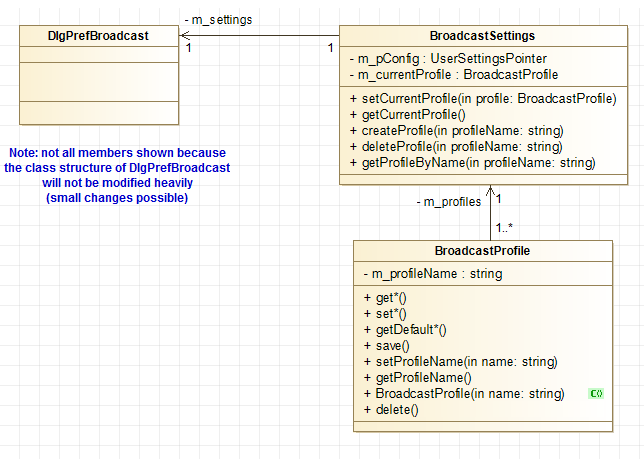 - m_settings
DlgPrefBroadcast
1
1
BroadcastSettings
- m_pConfig : UserSettingsPointer
- m_currentProfile : BroadcastProfile
+ setCurrentProfile(in profile: BroadcastProfile)
+ getCurrentProfile()
+ createProfile(in profileName: string)
+ deleteProfile(in profileName: string)
+ getProfileByName(in profileName: string)
Note: not all members shown because
the class structure of DlgPrefBroadcast
will not be modified heavily
(small changes possible)
- m_profiles
1
1..*
BroadcastProfile
- m_profileName : string
+ get*()
+ set*()
+ getDefault*()
+ save()
+ setProfileName(in name: string)
+ getProfileName()
+ BroadcastProfile(in name: string) C()
+ delete()